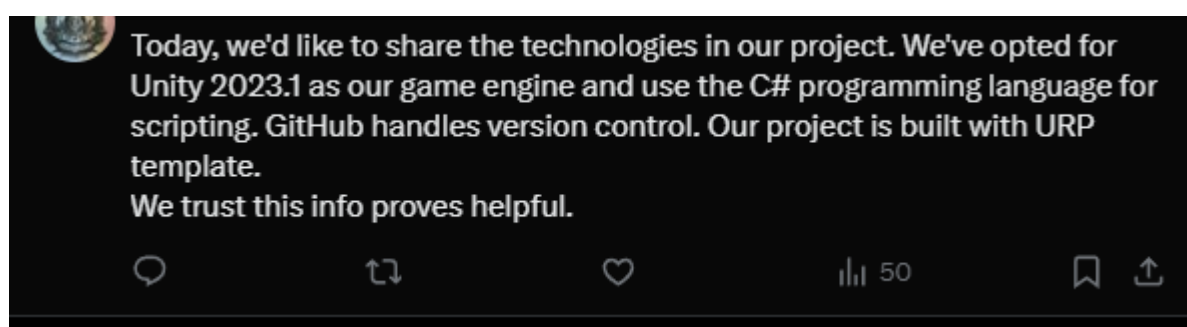 Today, we'd like to share the technologies in our project. We've opted for
Unity 2023.1 as our game engine and use the C# programming language for
scripting. GitHub handles version control. Our project is built with URP
template.
We trust this info proves helpful.
50